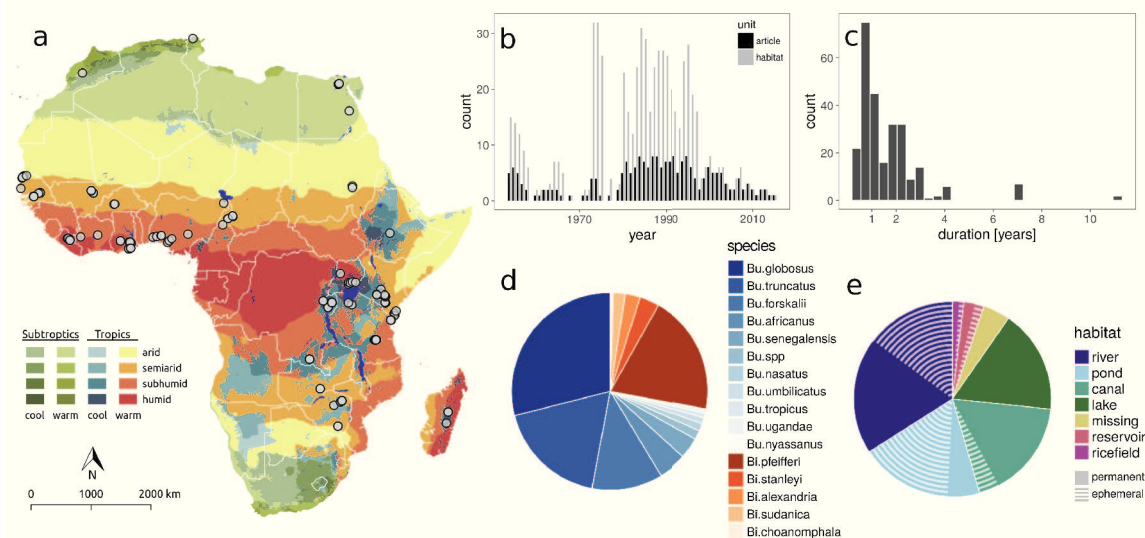 a
Subtroptics
Tropics
arid
semiarid
subhumid
humid
cool
warm
cool
warm
N
0
1000
2000 km
b
unit
article
habitat
count
30
20
10
0
1970
1990
2010
year
c
count
60
40
20
0
1
2
4
6
8
10
duration [years]
d
species
Bu.globosus
Bu.truncatus
Bu.forskalii
Bu.africanus
Bu.senegalensis
Bu.spp
Bu.nasatus
Bu.umbilicatus
Bu.tropicus
Bu.ugandae
Bu.nyassanus
Bi.pfeifferi
Bi.stanleyi
Bi.alexandria
Bi.sudanica
Bi.choanomphala
e
habitat
river
pond
canal
lake
missing
reservoir
ricefield
permanent
ephemeral